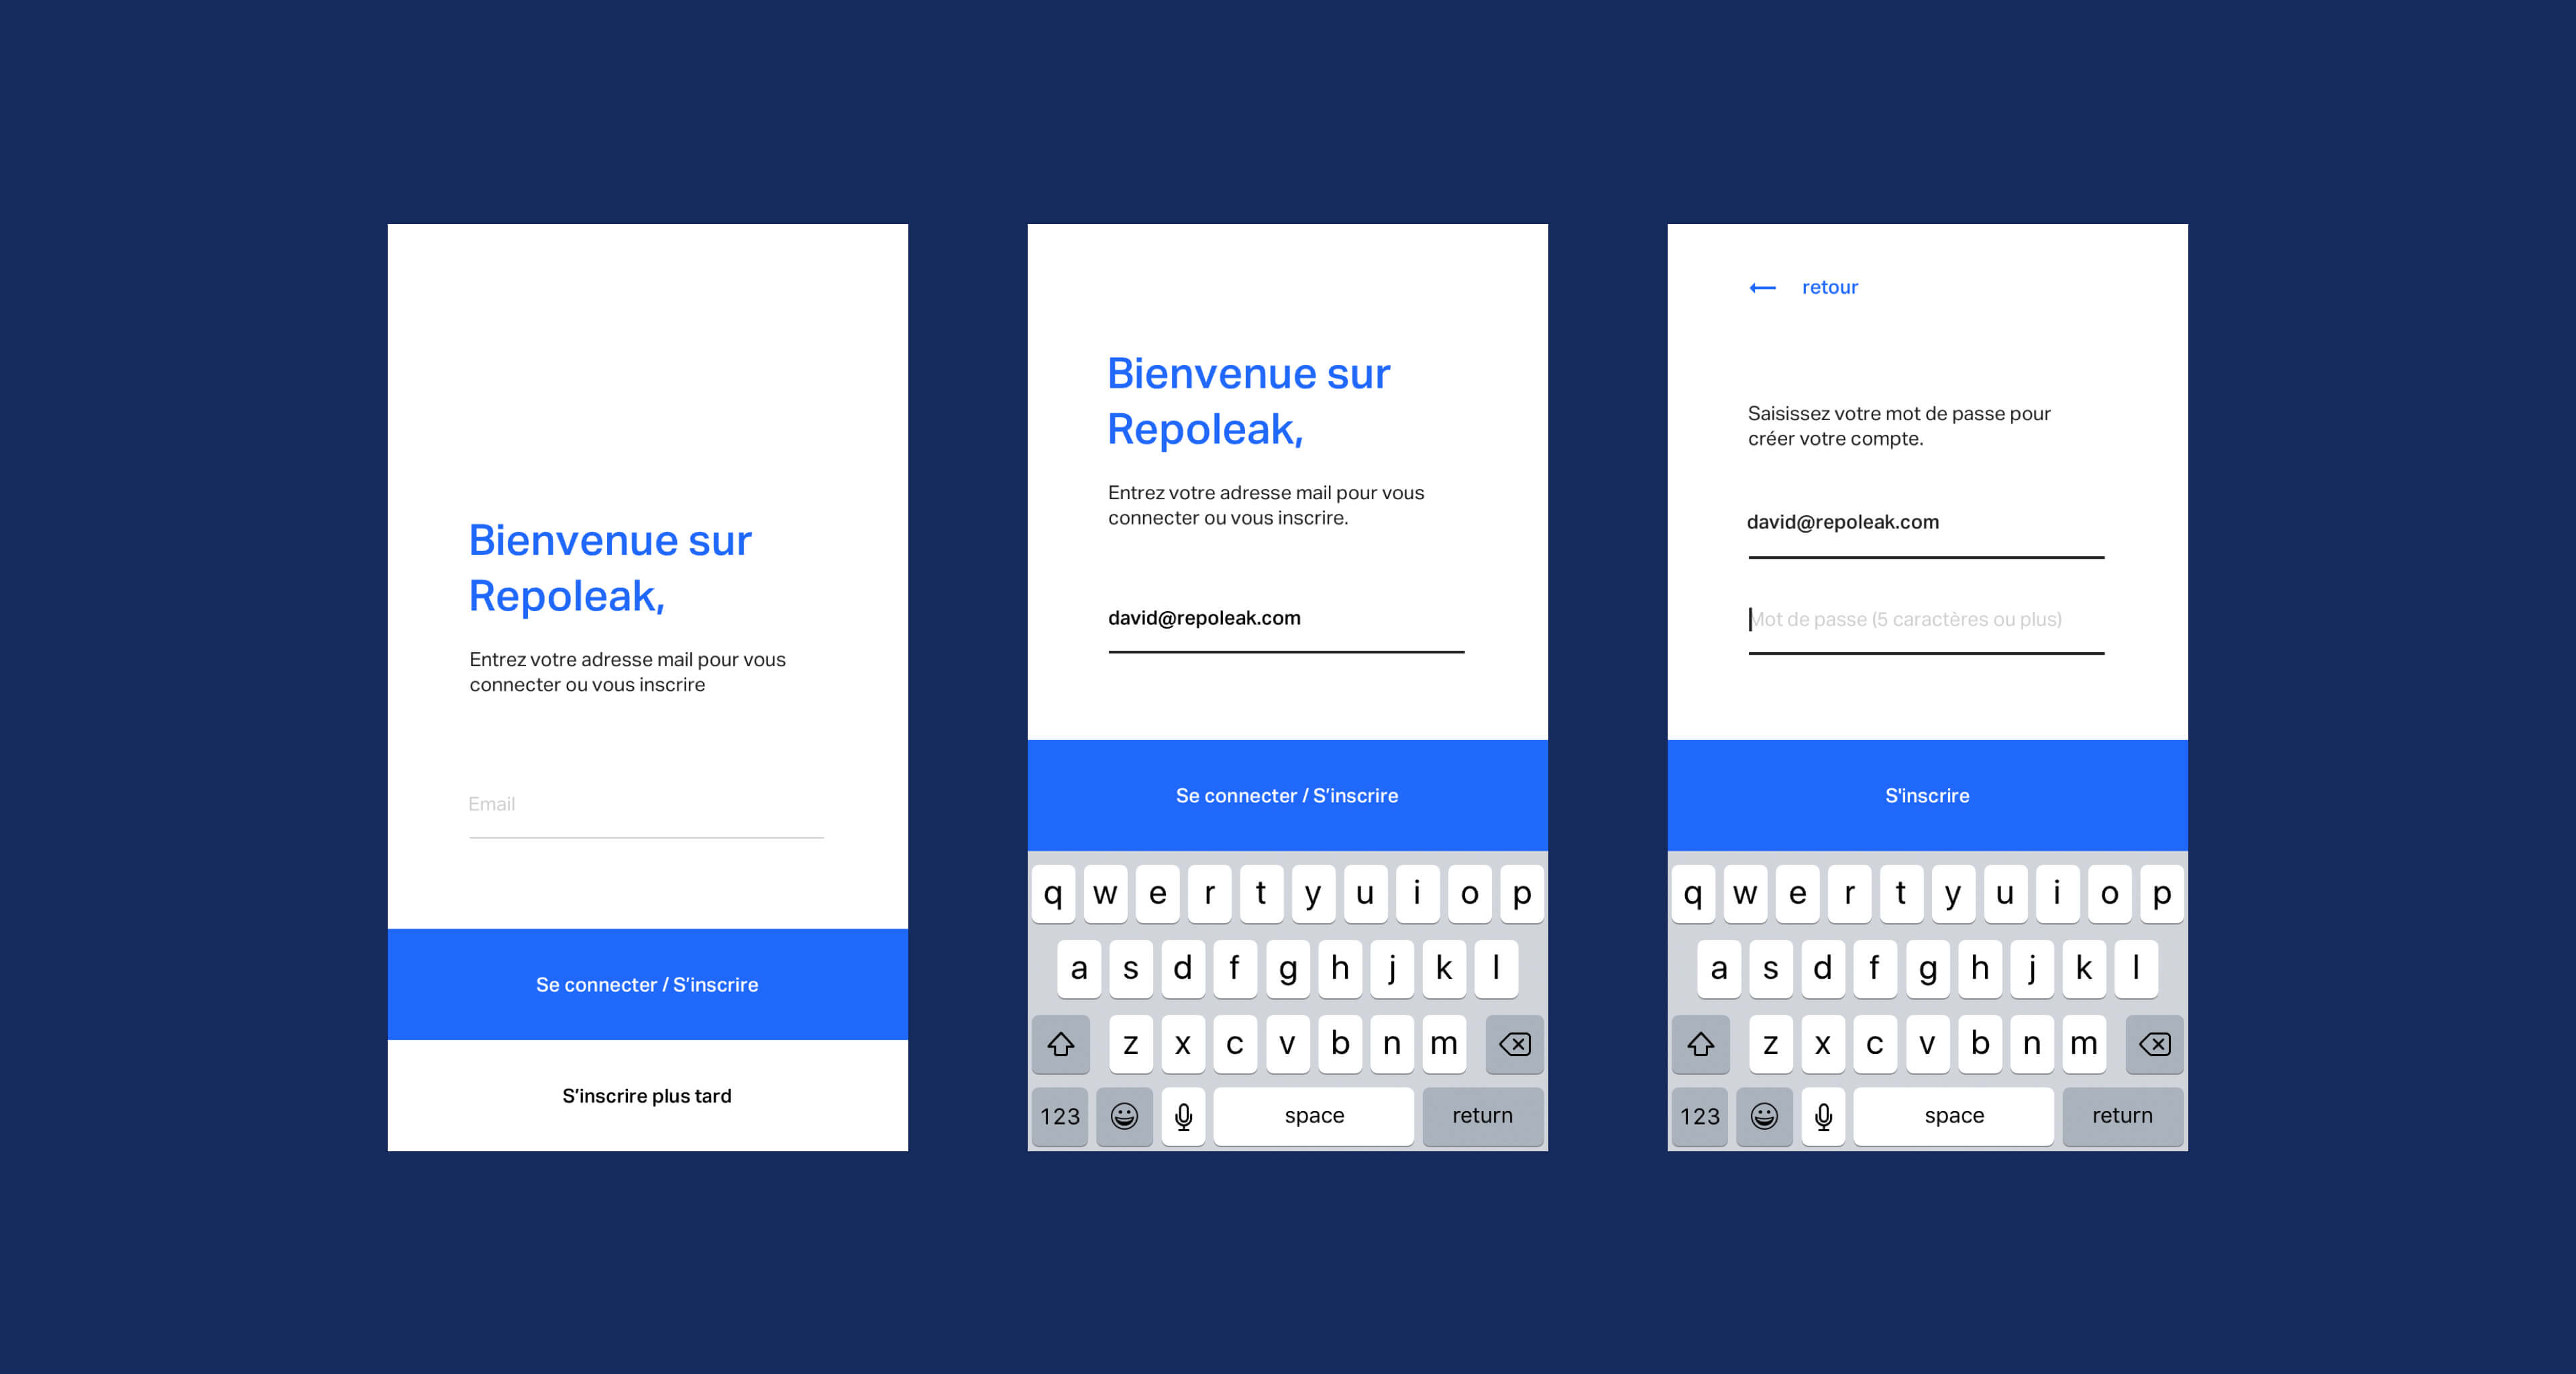 Bienvenue sur
Repoleak,
Entrez votre adresse mail pour vous
connecter ou vous inscrire
Email
Se connecter / S’inscrire
S’inscrire plus tard
Bienvenue sur
Repoleak,
Entrez votre adresse mail pour vous
connecter ou vous inscrire.
david@repoleak.com
Se connecter / S’inscrire
q w e r t y u i o p
a s d f g h j k l
z x c v b n m
123 space return
retour
Saisissez votre mot de passe pour
créer votre compte.
david@repoleak.com
Mot de passe (5 caractères ou plus)
S'inscrire
q w e r t y u i o p
a s d f g h j k l
z x c v b n m
123 space return